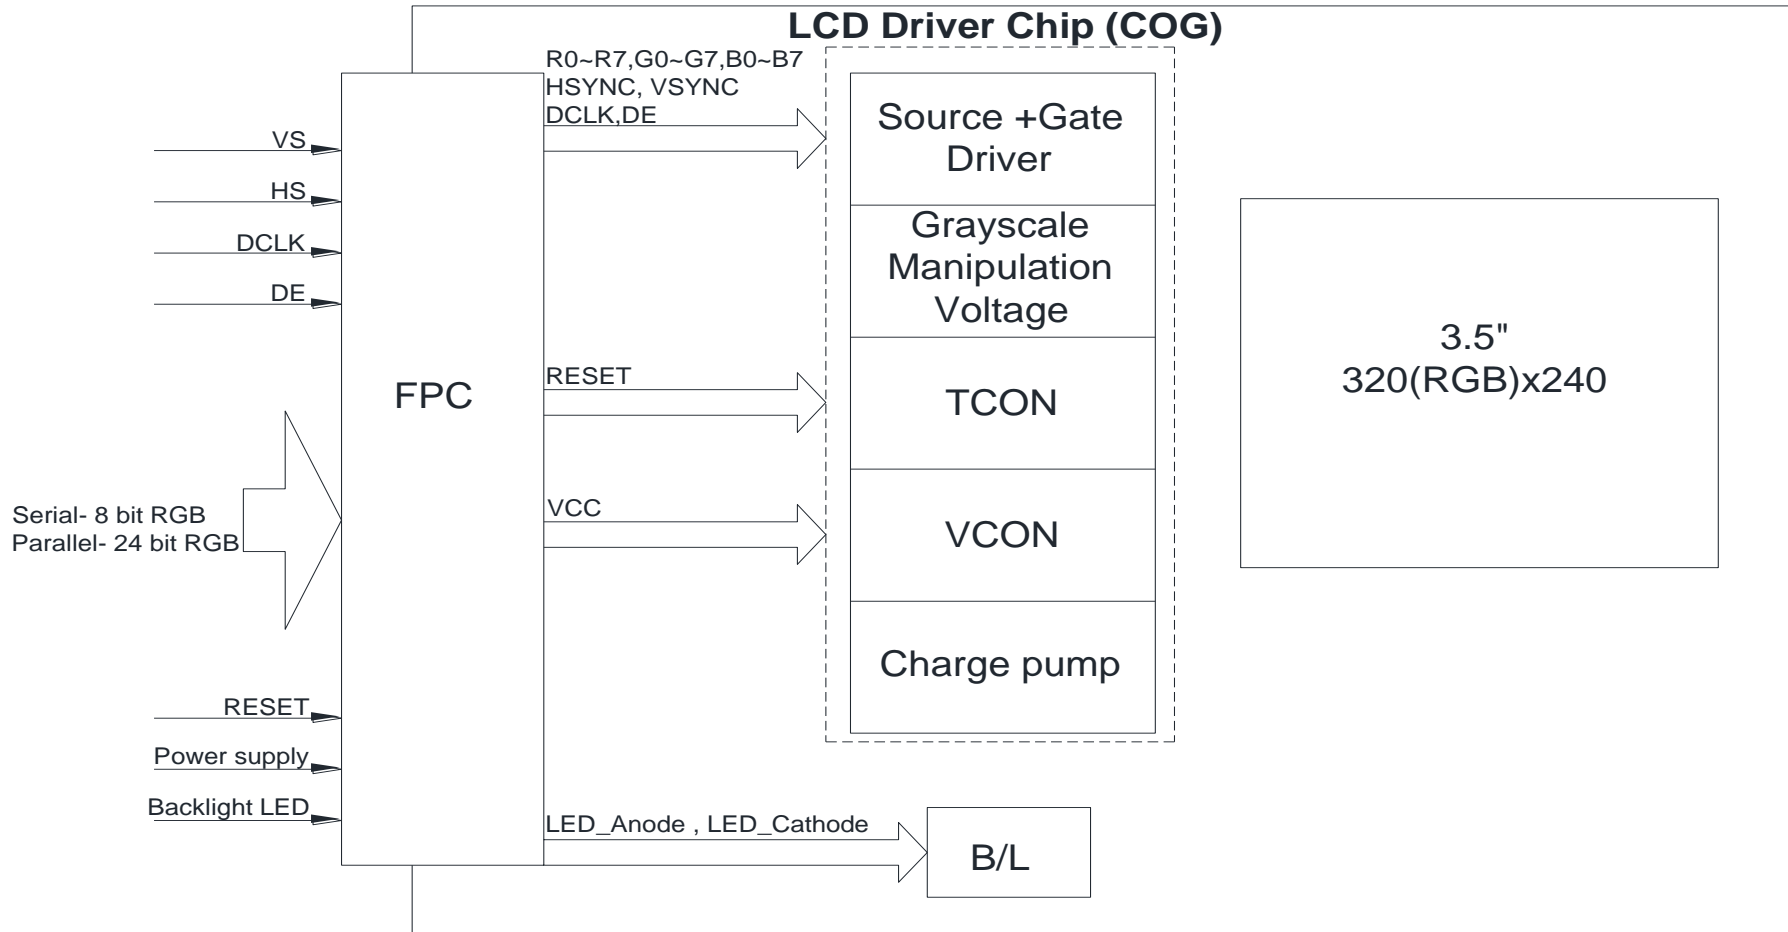 LCD Driver Chip (COG)
R0~R7,G0~G7,B0~B7
HSYNC, VSYNC
DCLK,DE
VS
HS
DCLK
DE
Serial- 8 bit RGB
Parallel- 24 bit RGB
RESET
Power supply
Backlight LED
FPC
RESET
VCC
LED_Anode , LED_Cathode
Source +Gate
Driver
Grayscale
Manipulation
Voltage
TCON
VCON
Charge pump
B/L
3.5"
320(RGB)x240